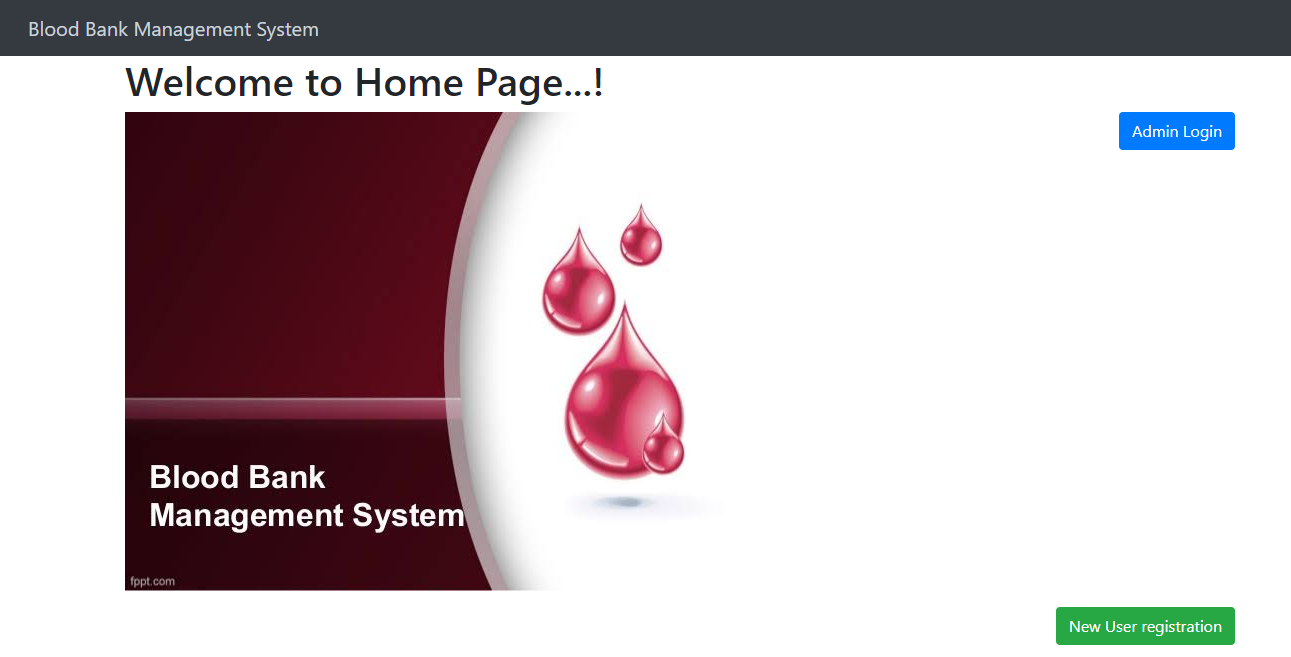 Blood Bank Management System
Welcome to Home Page...!
Admin Login
Blood Bank
Management System
fppt.com
New User registration